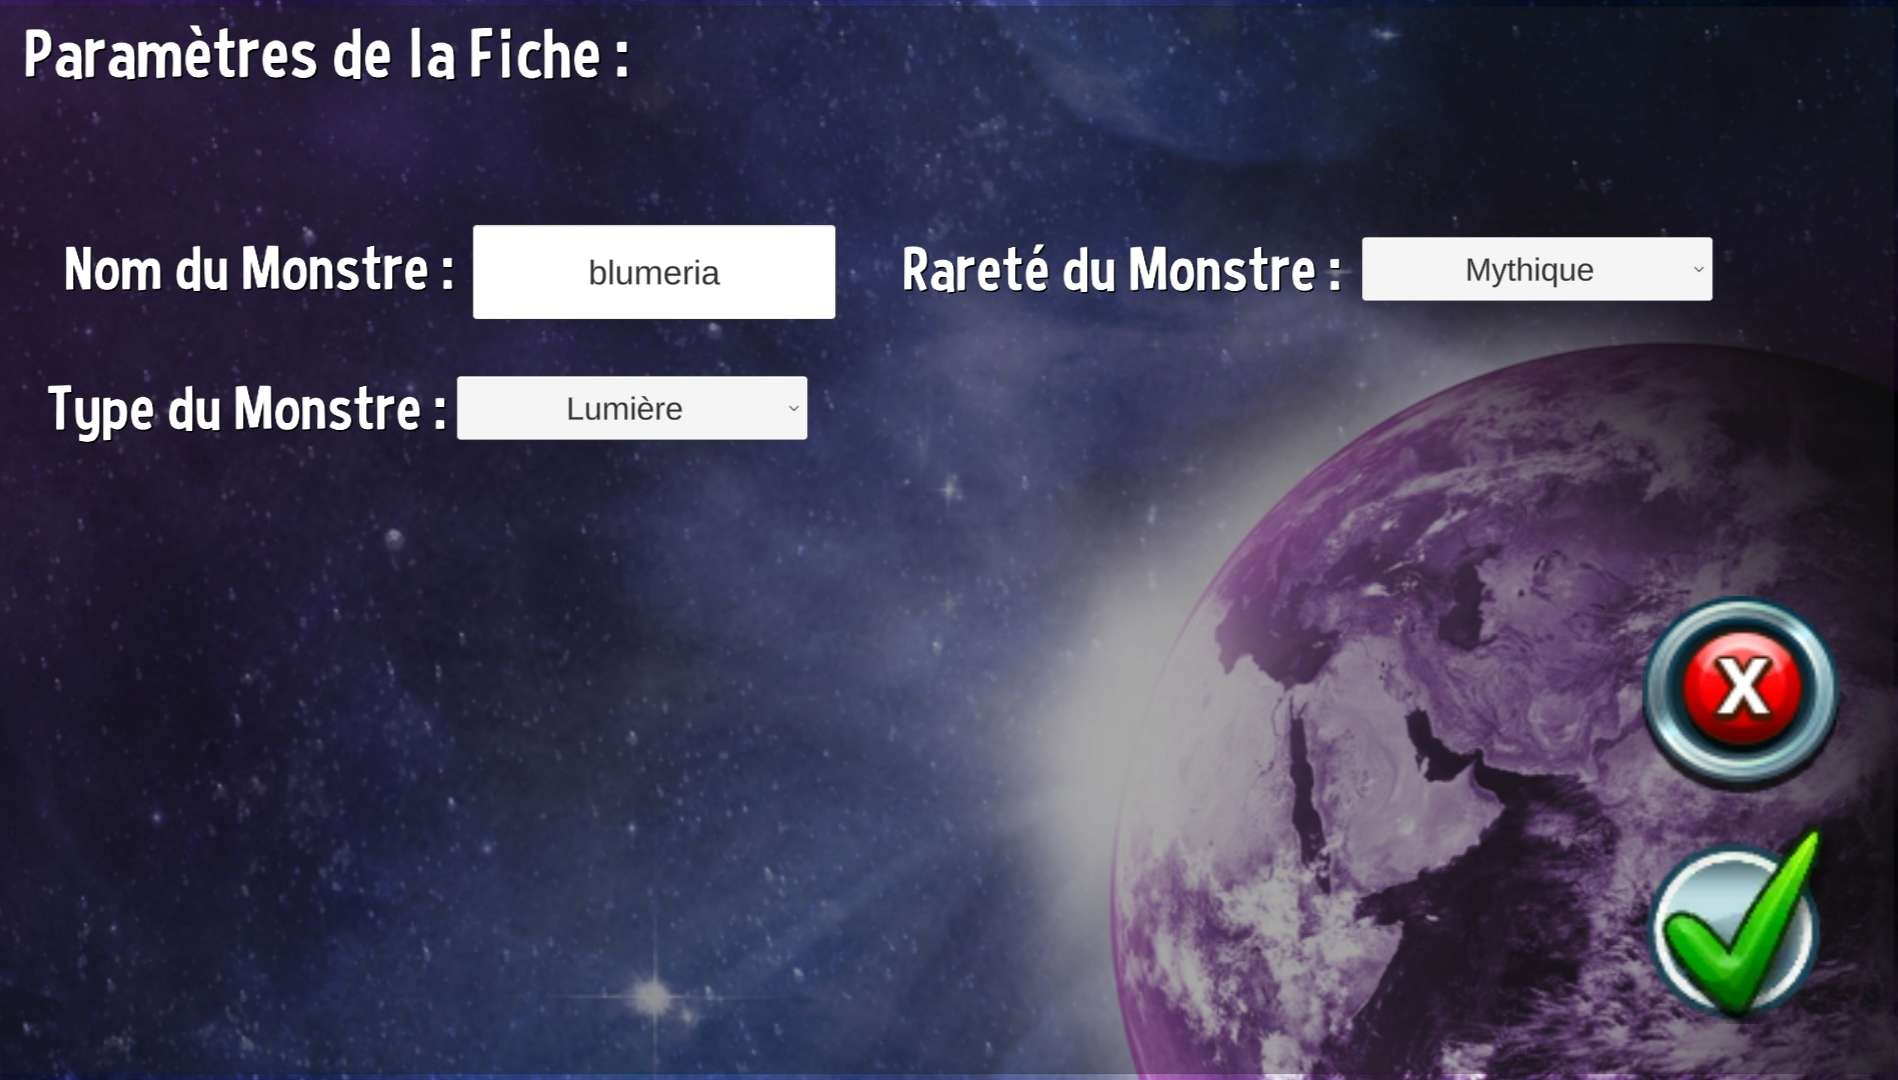 Paramètres de la Fiche :
Nom du Monstre : blumeria Rareté du Monstre : Mythique
Type du Monstre : Lumière
X